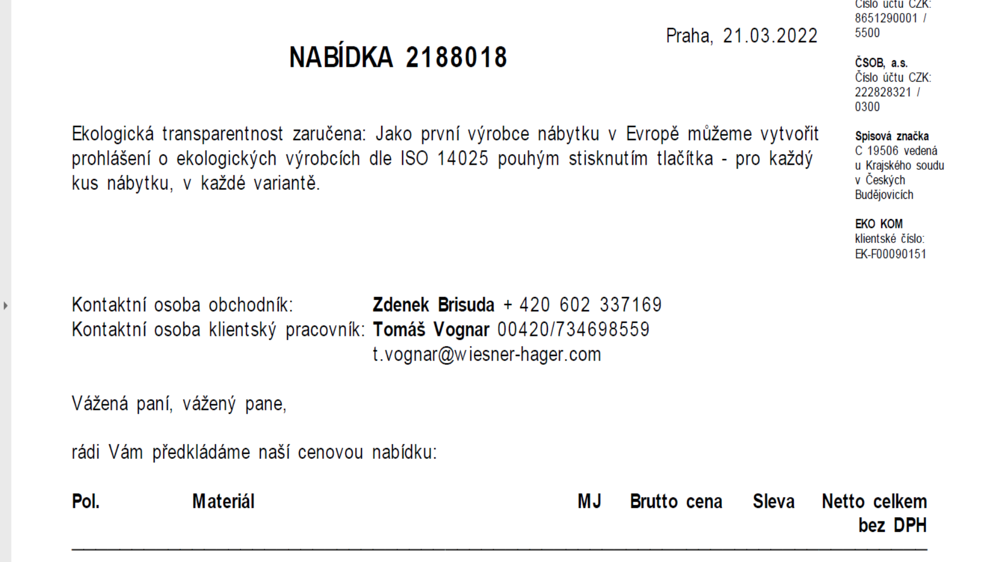 Číslo účtu CZK:
8651290001 /
5500
Praha, 21.03.2022
NABÍDKA 2188018
ČSOB, a.s.
Číslo účtu CZK:
222828321 /
0300
Ekologická transparentnost zaručena: Jako první výrobce nábytku v Evropě můžeme vytvořit
prohlášení o ekologických výrobcích dle ISO 14025 pouhým stisknutím tlačítka - pro každý
kus nábytku, v každé variantě.
Spisová značka
C 19506 vedená
u Krajského soudu
v Českých
Budějovicích
EKO KOM
klientské číslo:
EK-F00090151
Kontaktní osoba obchodník: Zdenek Brisuda + 420 602 337169
Kontaktní osoba klientský pracovník: Tomáš Vognar 00420/734698559
t.vognar@wiesner-hager.com
Vážená paní, vážený pane,
rádi Vám předkládáme naší cenovou nabídku:
Pol. Materiál MJ Brutto cena Sleva Netto celkem
bez DPH